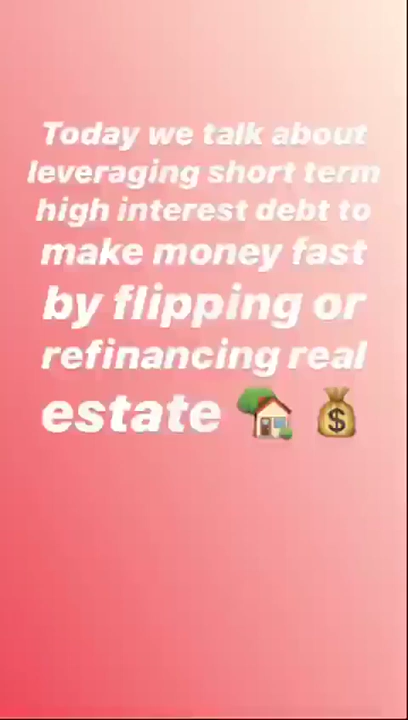 Today we talk about
leveraging short term
high interest debt to
make money fast
by flipping or
refinancing real
estate 🏡 💰